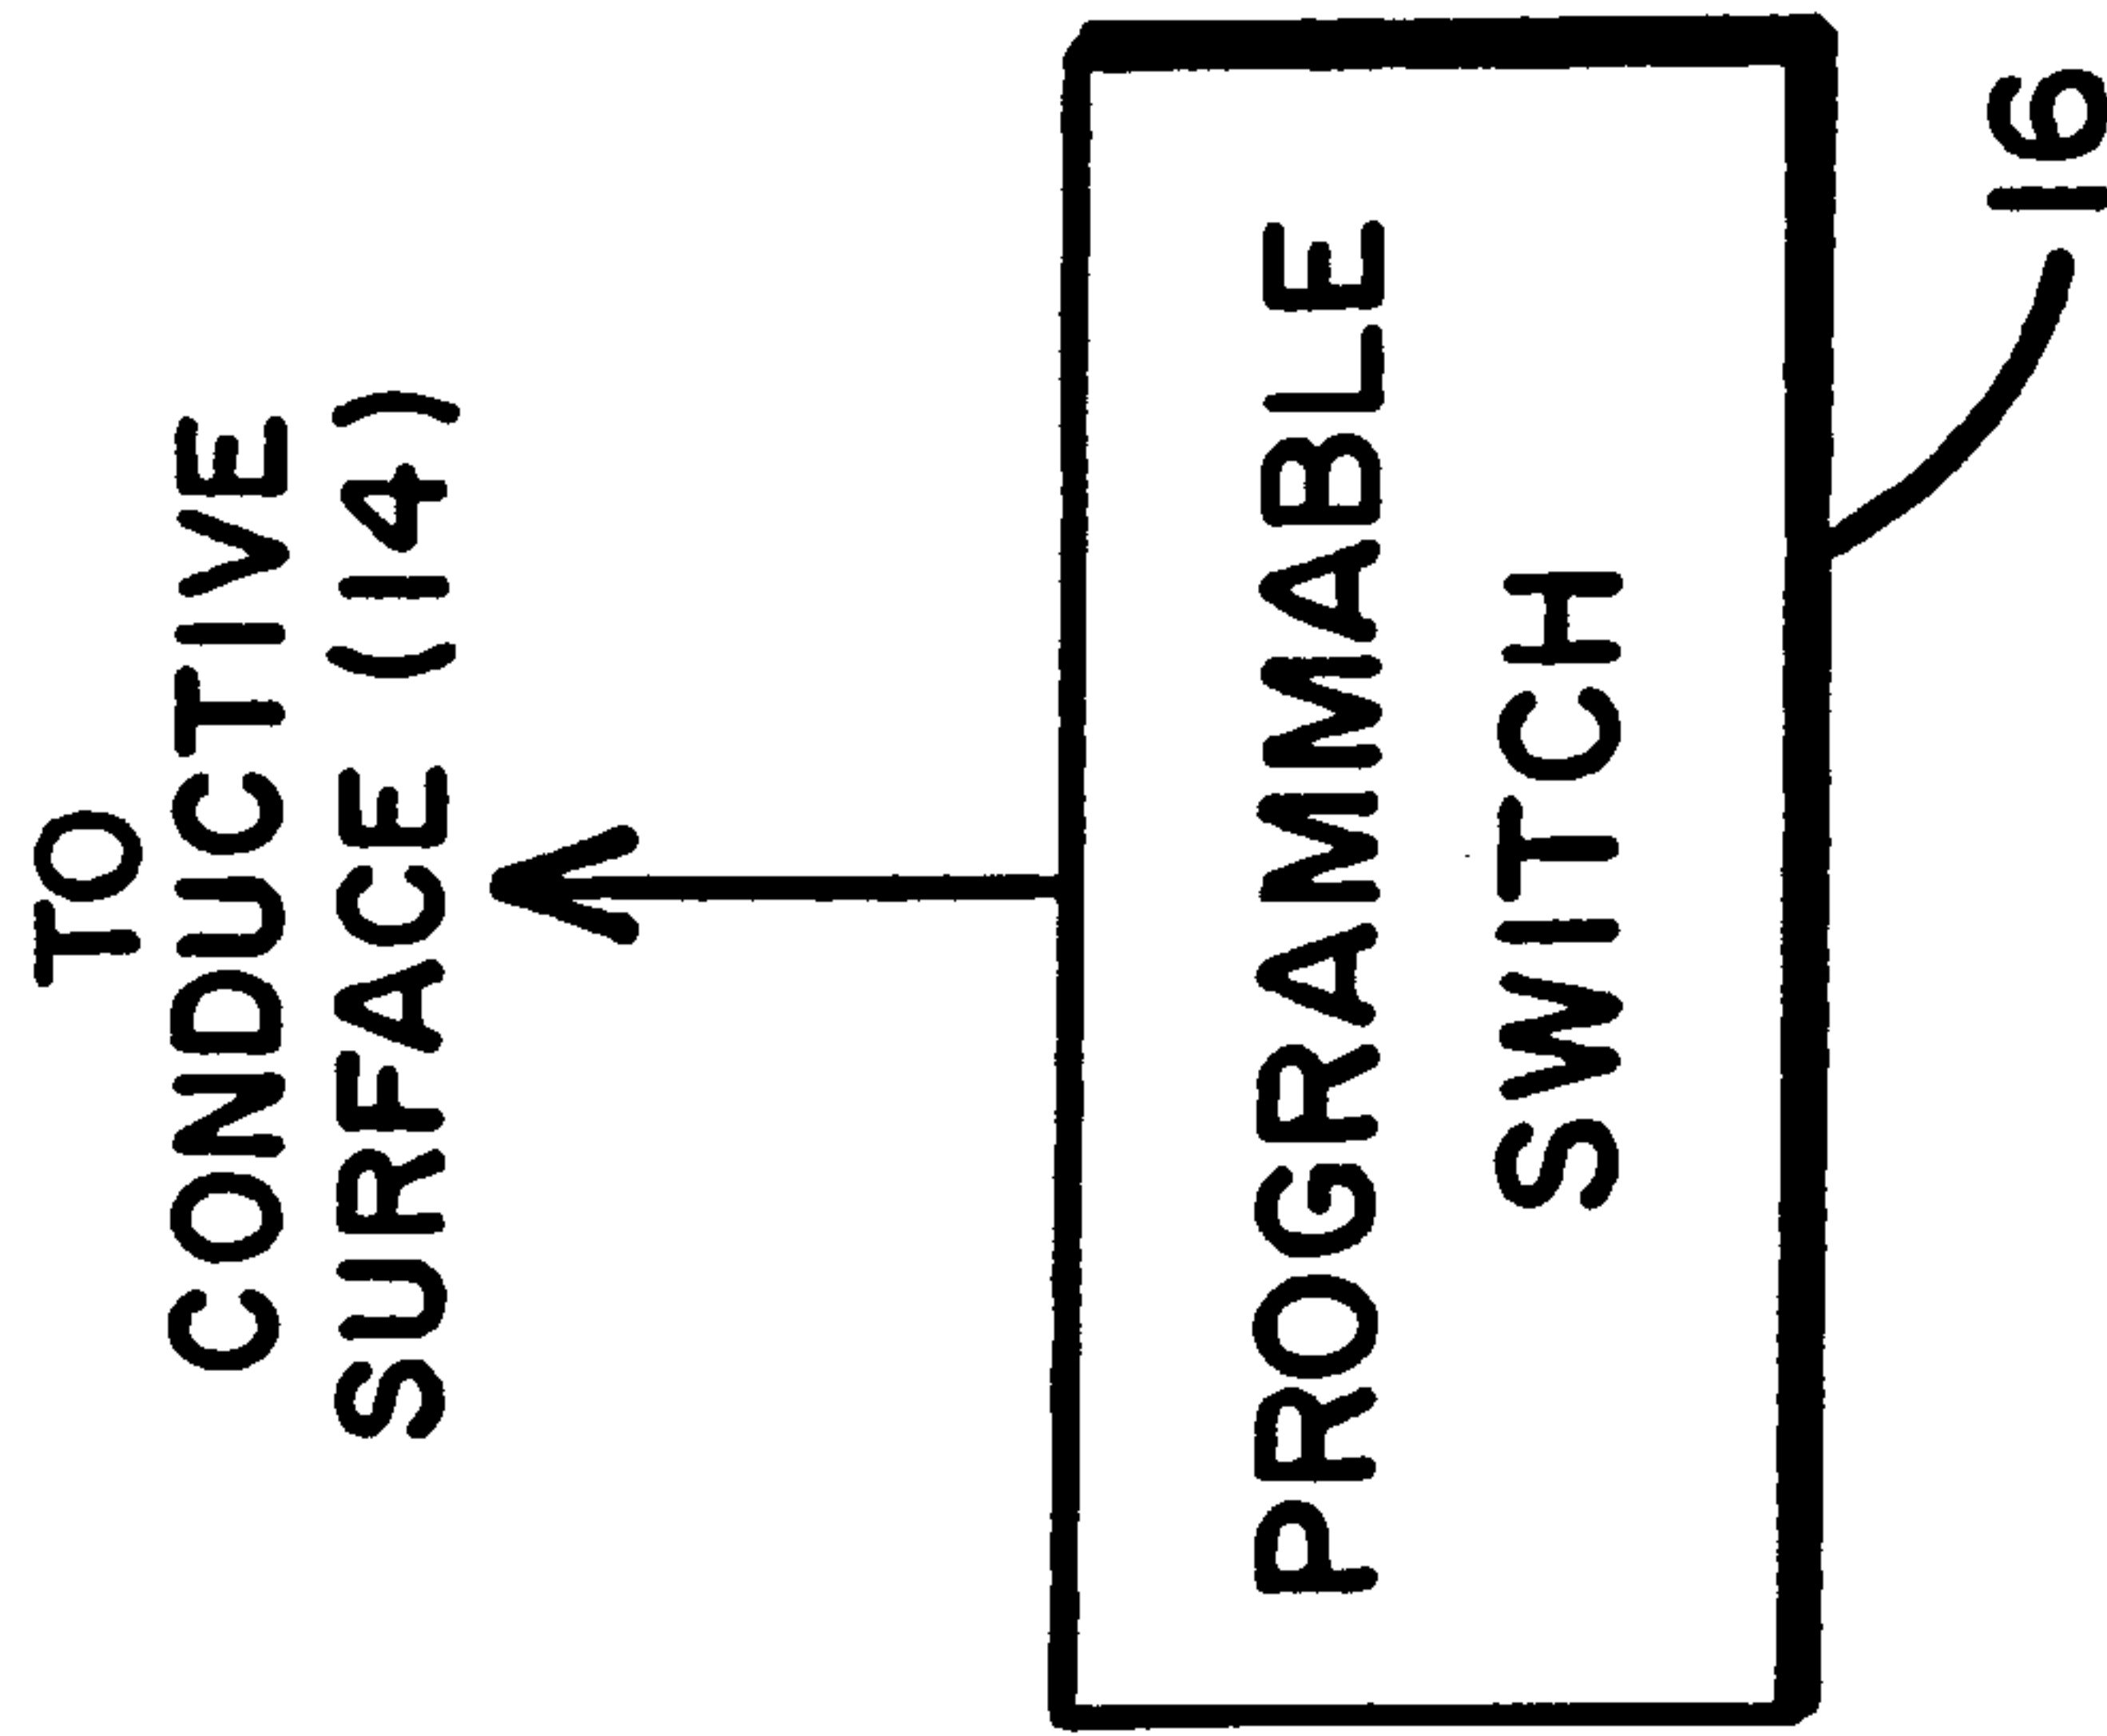 TO
CONDUCTIVE
SURFACE (14)
PROGRAMMABLE
SWITCH
16